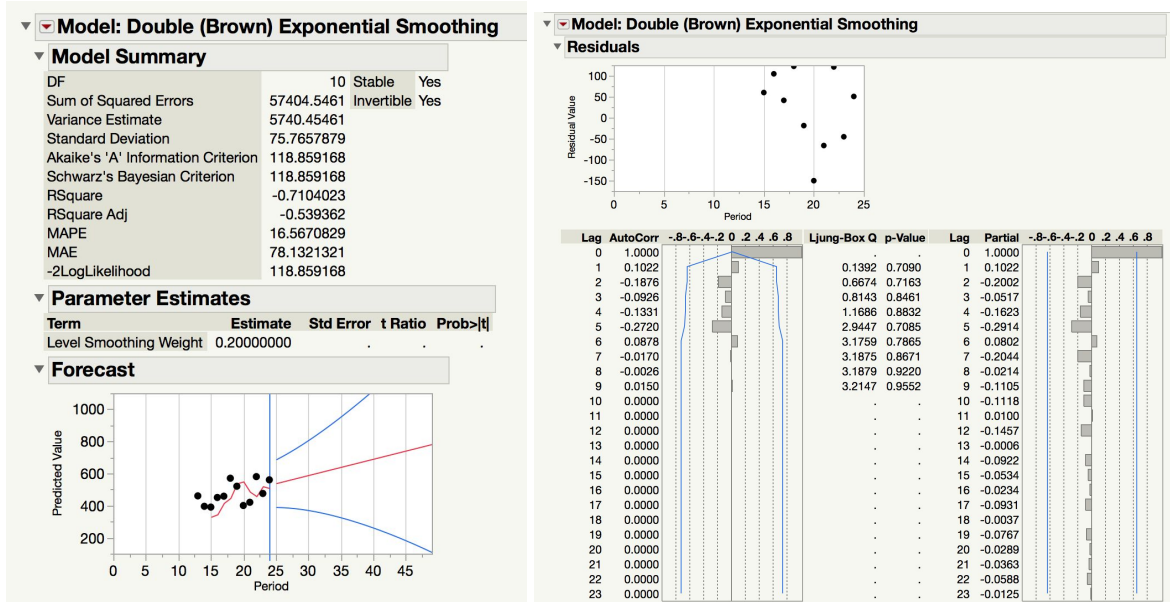 Model: Double (Brown) Exponential Smoothing
Model Summary
DF 10 Stable Yes
Sum of Squared Errors 57404.5461 Invertible Yes
Variance Estimate 5740.45461
Standard Deviation 75.7657879
Akaike's 'A' Information Criterion 118.859168
Schwarz's Bayesian Criterion 118.859168
RSquare -0.7104023
RSquare Adj -0.539362
MAPE 16.5670829
MAE 78.1321321
-2LogLikelihood 118.859168
Parameter Estimates
Term Estimate Std Error t Ratio Prob>|t|
Level Smoothing Weight 0.20000000 . . .
Forecast
Predicted Value
1000
800
600
400
200
0 5 10 15 20 25 30 35 40 45
Period
Model: Double (Brown) Exponential Smoothing
Residuals
Residual Value
100
50
0
-50
-100
-150
0 5 10 15 20 25
Period
Lag AutoCorr -.8-.6-.4-.2 0 .2 .4 .6 .8 Ljung-Box Q p-Value Lag Partial -.8-.6-.4-.2 0 .2 .4 .6 .8
0 1.0000 . . 0 1.0000
1 0.1022 0.1392 0.7090 1 0.1022
2 -0.1876 0.6674 0.7163 2 -0.2002
3 -0.0926 0.8143 0.8461 3 -0.0517
4 -0.1331 1.1686 0.8832 4 -0.1623
5 -0.2720 2.9447 0.7085 5 -0.2914
6 0.0878 3.1759 0.7865 6 0.0802
7 -0.0170 3.1875 0.8671 7 -0.2044
8 -0.0026 3.1879 0.9220 8 -0.0214
9 0.0150 3.2147 0.9552 9 -0.1105
10 0.0000 . . 10 -0.1118
11 0.0000 . . 11 0.0100
12 0.0000 . . 12 -0.1457
13 0.0000 . . 13 -0.0006
14 0.0000 . . 14 -0.0922
15 0.0000 . . 15 -0.0534
16 0.0000 . . 16 -0.0234
17 0.0000 . . 17 -0.0931
18 0.0000 . . 18 -0.0037
19 0.0000 . . 19 -0.0767
20 0.0000 . . 20 -0.0289
21 0.0000 . . 21 -0.0363
22 0.0000 . . 22 -0.0588
23 0.0000 . . 23 -0.0125